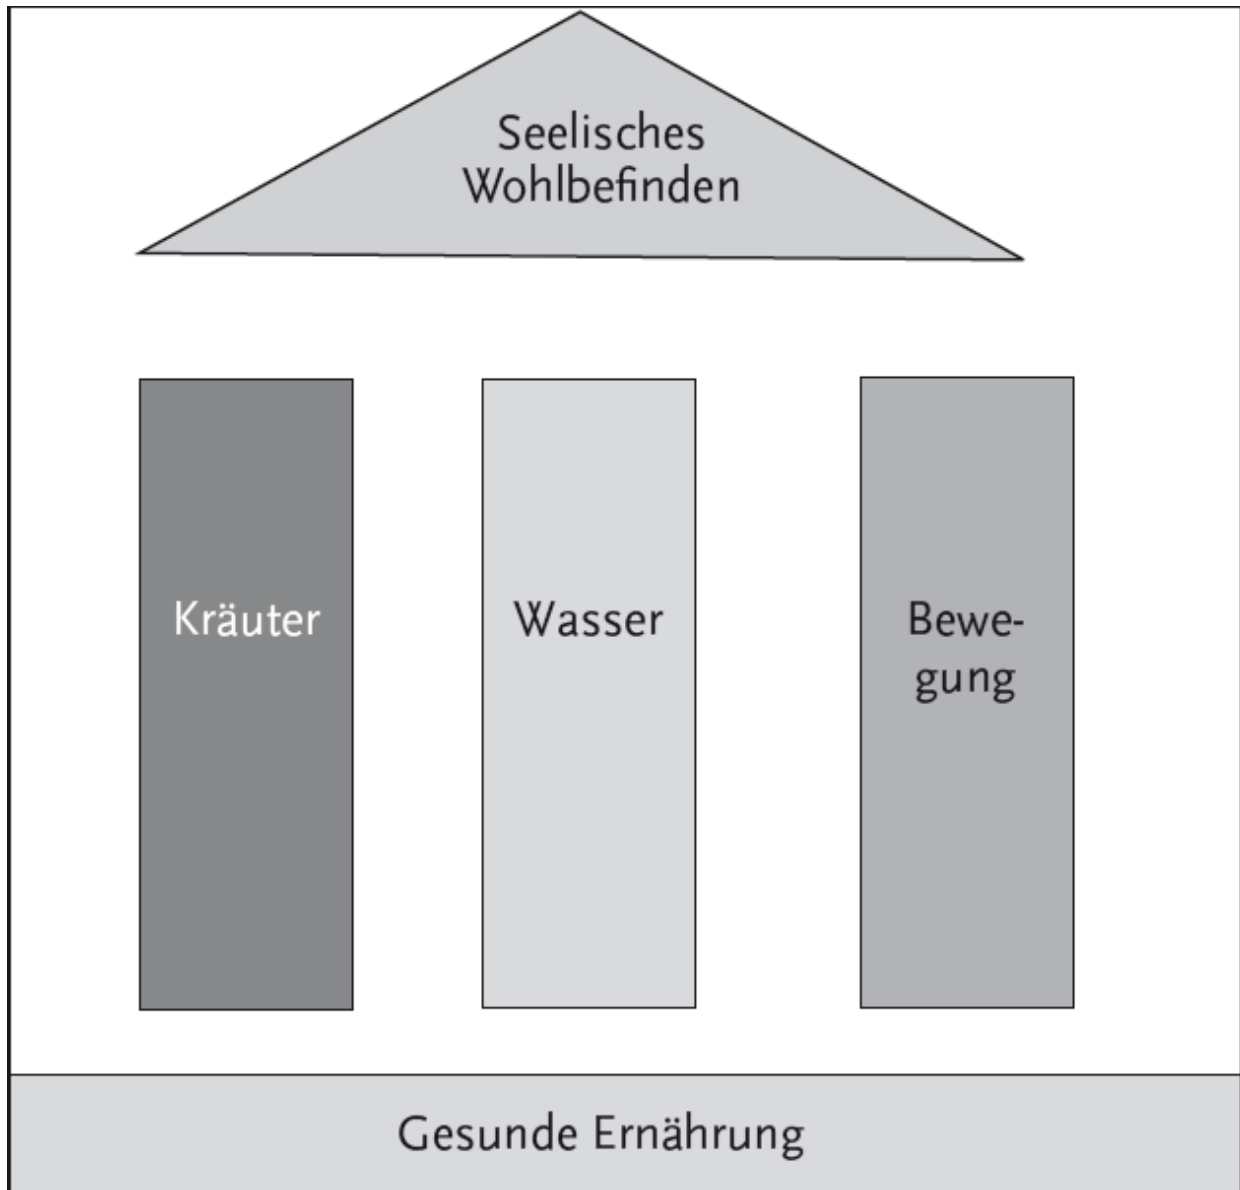 Seelisches
Wohlbefinden
Kräuter
Wasser
Bewe-
gung
Gesunde Ernährung